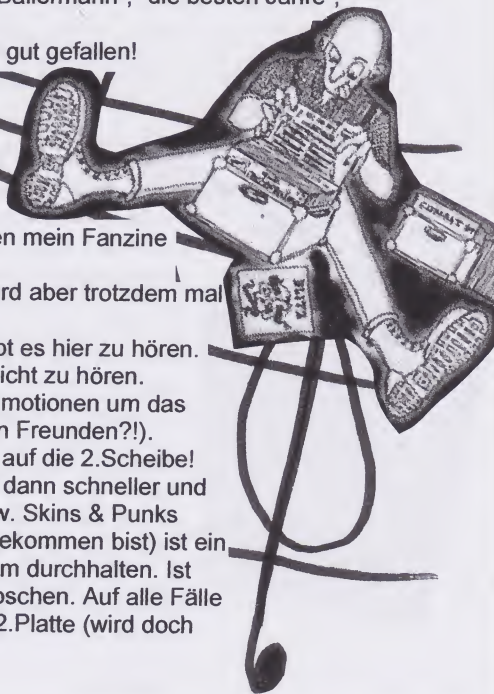 Ballermann", "die besten Jahre",
gut gefallen!
en mein Fanzine
rd aber trotzdem mal
bt es hier zu hören.
icht zu hören.
motionen um das
n Freunden?!).
auf die 2.Scheibe!
dann schneller und
w. Skins & Punks
ekommen bist) ist ein
m durchhalten. Ist
oschen. Auf alle Fälle
2.Platte (wird doch